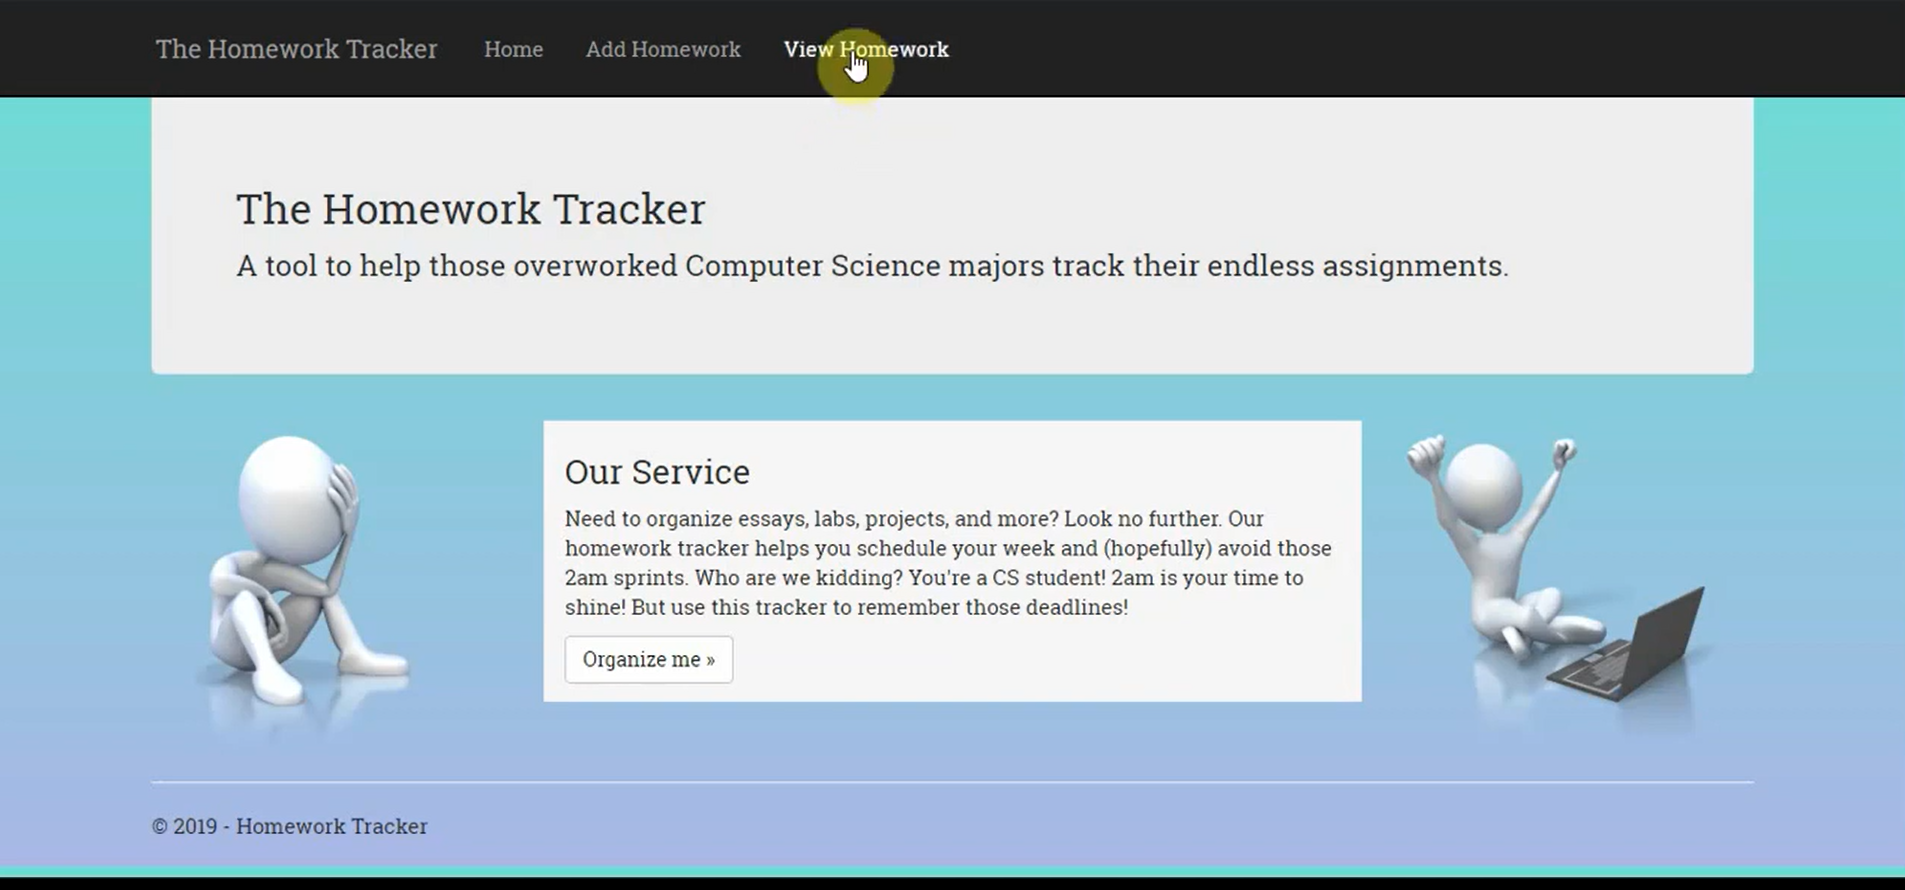 The Homework Tracker Home Add Homework View Homework
The Homework Tracker
A tool to help those overworked Computer Science majors track their endless assignments.
Our Service
Need to organize essays, labs, projects, and more? Look no further. Our
homework tracker helps you schedule your week and (hopefully) avoid those
2am sprints. Who are we kidding? You're a CS student! 2am is your time to
shine! But use this tracker to remember those deadlines!
Organize me »
© 2019 - Homework Tracker